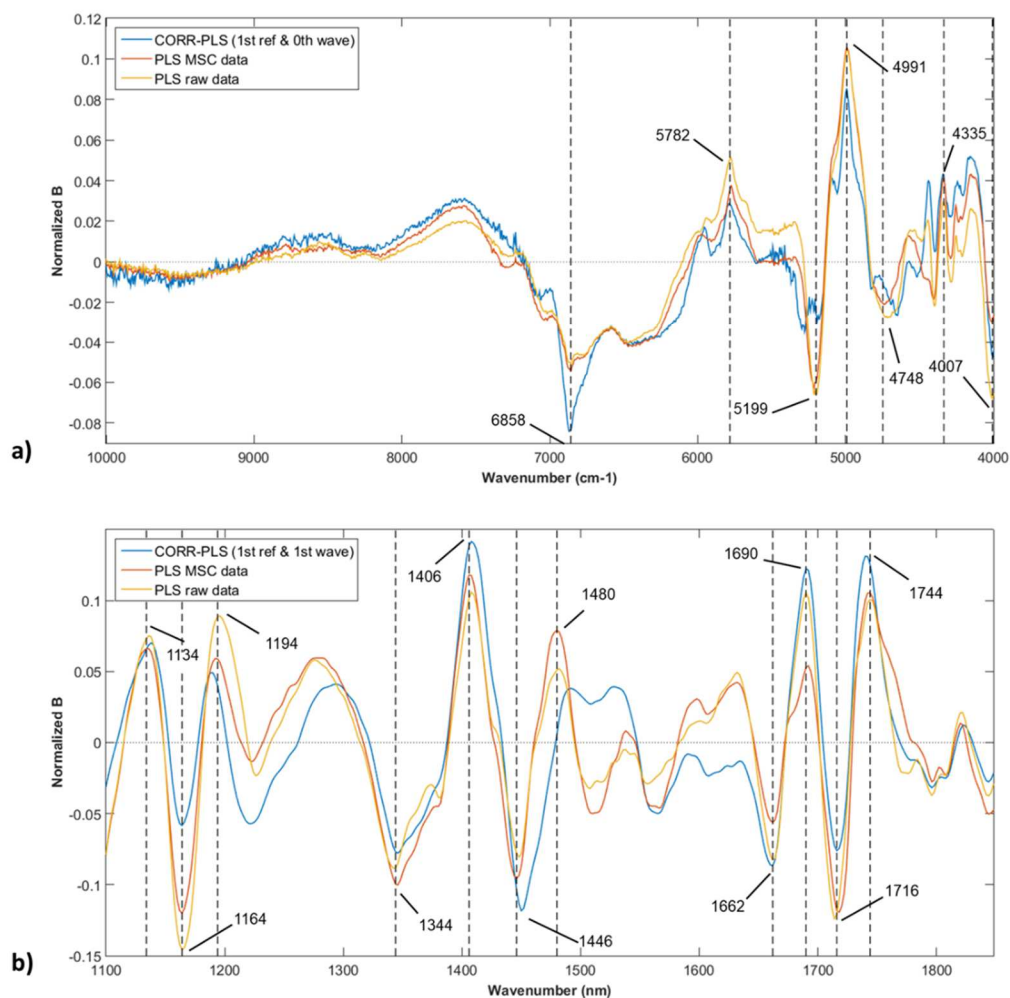 0.12
0.1
0.08
0.06
0.04
0.02
0
-0.02
-0.04
-0.06
-0.08
Normalized B
CORR-PLS (1st ref & 0th wave)
PLS MSC data
PLS raw data
4991
5782
4335
6858
5199
4748
4007
10000 9000 8000 7000 6000 5000 4000
Wavenumber (cm-1)
a)
0.1
0.05
0
-0.05
-0.1
-0.15
Normalized B
CORR-PLS (1st ref & 1st wave)
PLS MSC data
PLS raw data
1134
1194
1406
1480
1690
1744
1164
1344
1446
1662
1716
1100 1200 1300 1400 1500 1600 1700 1800
Wavenumber (nm)
b)